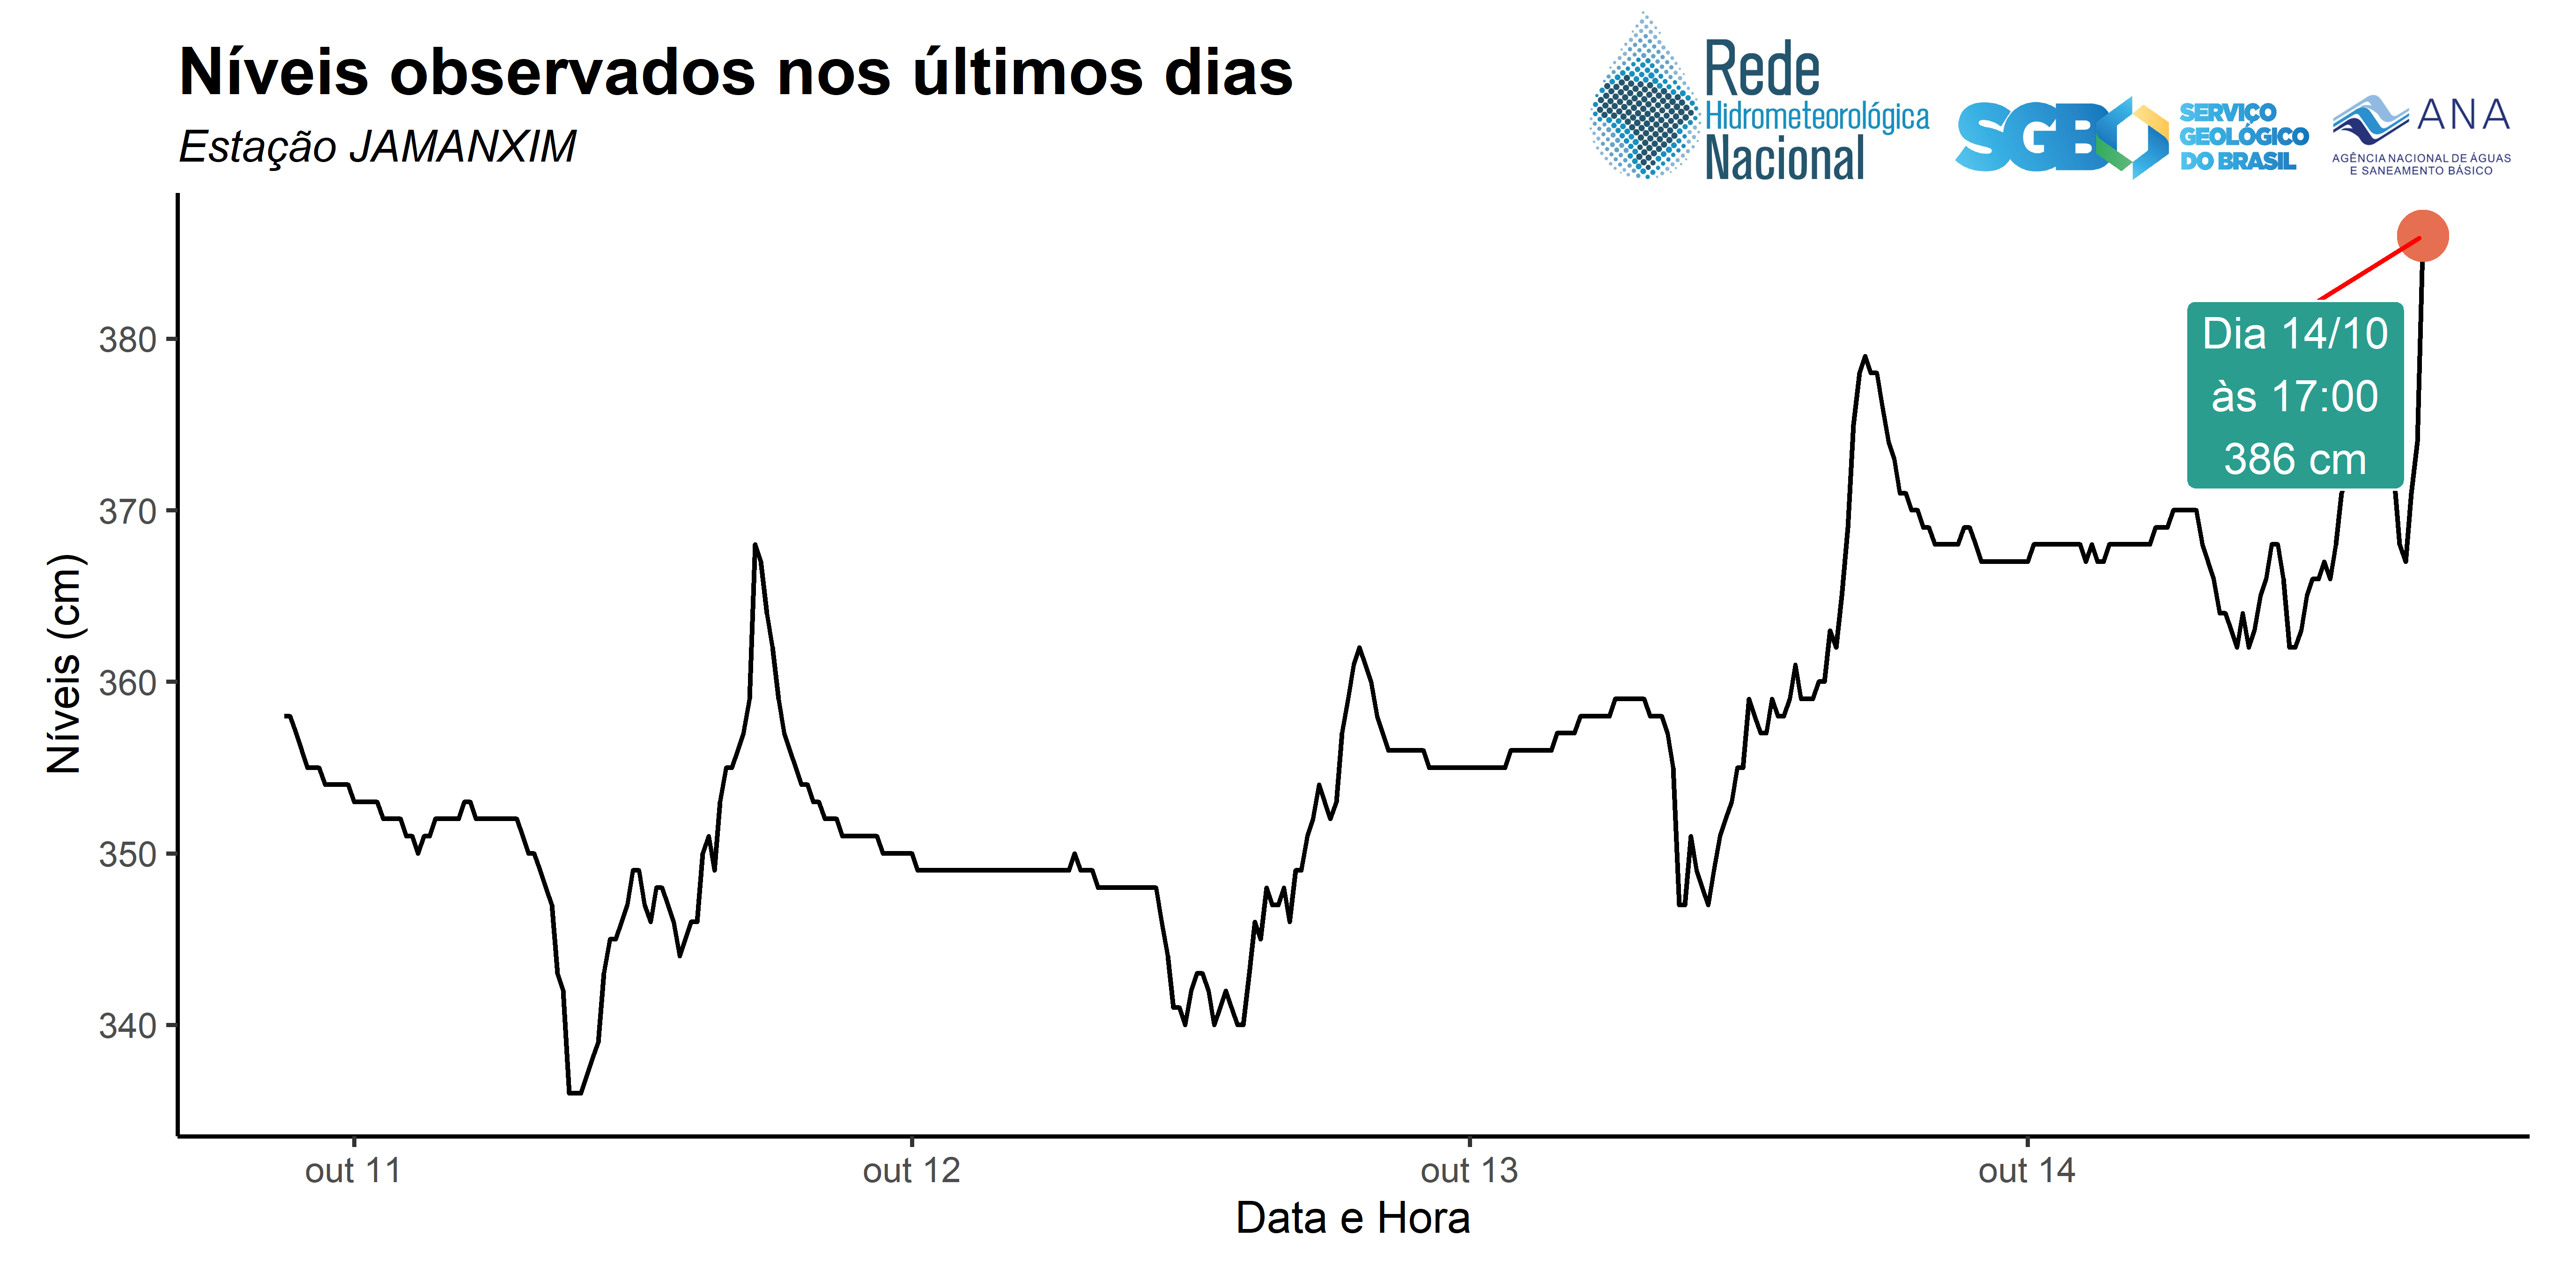 Níveis observados nos últimos dias
Estação JAMANXIM
Rede
Hidrometeorológica
Nacional
SGB
SERVIÇO
GEOLÓGICO
DO BRASIL
ANA
AGÊNCIA NACIONAL DE ÁGUAS
E SANEAMENTO BÁSICO
Dia 14/10
às 17:00
386 cm
Níveis (cm)
380
370
360
350
340
out 11
out 12
out 13
out 14
Data e Hora